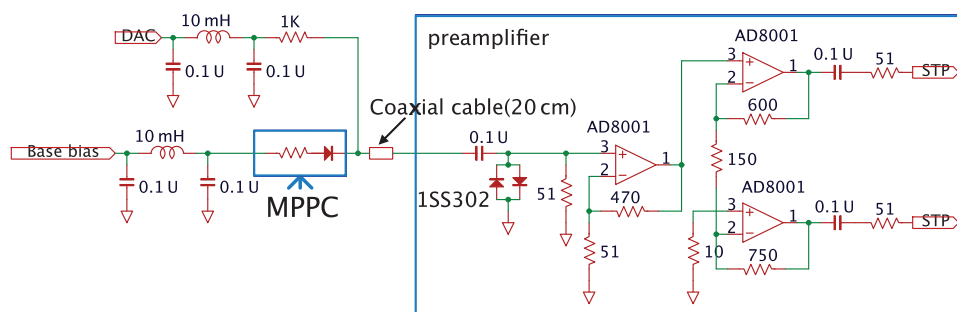 10 mH
1K
DAC
0.1 U
0.1 U
preamplifier
AD8001
3
2
1
0.1 U
51
STP
600
Coaxial cable(20 cm)
10 mH
Base bias
0.1 U
0.1 U
MPPC
0.1 U
1SS302
51
AD8001
3
2
1
470
51
150
AD8001
3
2
1
10
750
0.1 U
51
STP